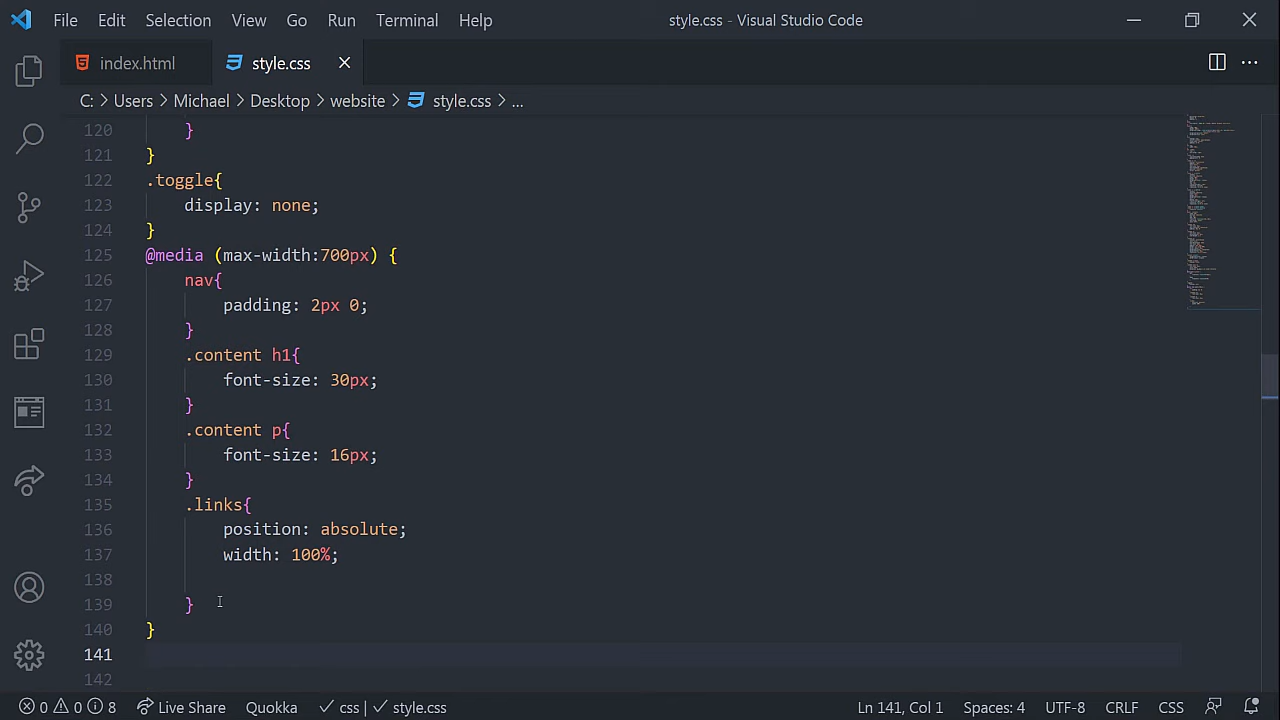 File Edit Selection View Go Run Terminal Help style.css - Visual Studio Code
index.html style.css
C: > Users > Michael > Desktop > website > style.css > ...
120 }
121 }
122 .toggle{
123 display: none;
124 }
125 @media (max-width:700px) {
126 nav{
127 padding: 2px 0;
128 }
129 .content h1{
130 font-size: 30px;
131 }
132 .content p{
133 font-size: 16px;
134 }
135 .links{
136 position: absolute;
137 width: 100%;
138
139 }
140 }
141
142
0 0 8 Live Share Quokka css | style.css Ln 141, Col 1 Spaces: 4 UTF-8 CRLF CSS